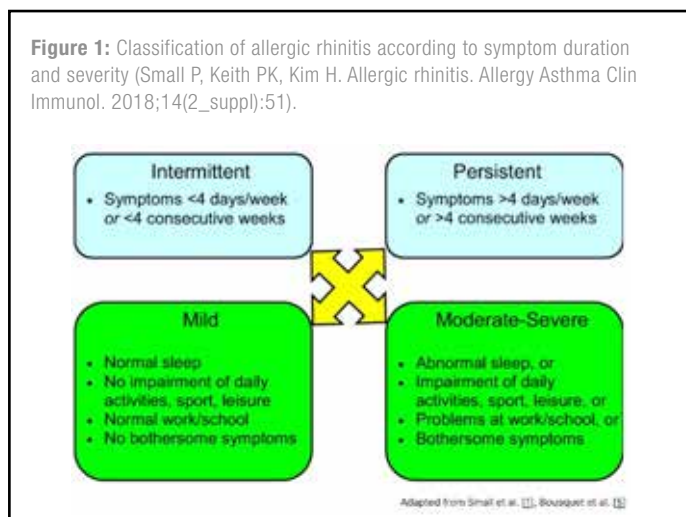 Figure 1: Classification of allergic rhinitis according to symptom duration
and severity (Small P, Keith PK, Kim H. Allergic rhinitis. Allergy Asthma Clin
Immunol. 2018;14(2_suppl):51).
Intermittent
• Symptoms <4 days/week
or <4 consecutive weeks
Persistent
• Symptoms >4 days/week
or >4 consecutive weeks
Mild
• Normal sleep
• No impairment of daily
activities, sport, leisure
• Normal work/school
• No bothersome symptoms
Moderate-Severe
• Abnormal sleep, or
• Impairment of daily
activities, sport, leisure, or
• Problems at work/school, or
• Bothersome symptoms
Adapted from Small et al. [1], Bousquet et al. [5]